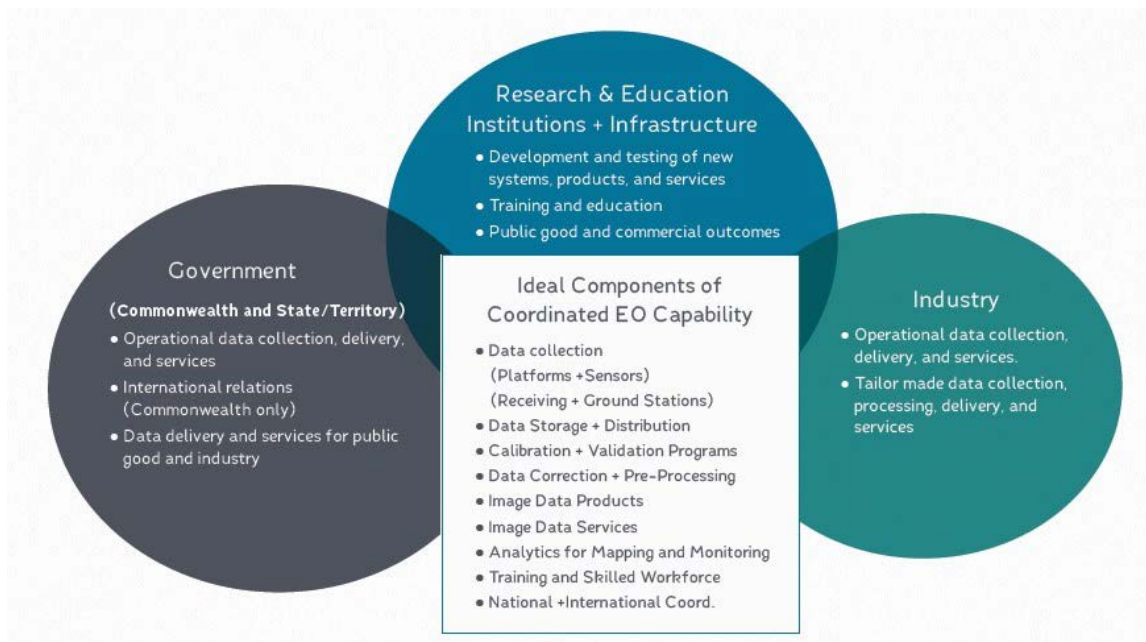 Research & Education
Institutions + Infrastructure
● Development and testing of new
systems, products, and services
● Training and education
● Public good and commercial outcomes
Government
(Commonwealth and State/Territory)
● Operational data collection, delivery,
and services
● International relations
(Commonwealth only)
● Data delivery and services for public
good and industry
Ideal Components of
Coordinated EO Capability
● Data collection
(Platforms +Sensors)
(Receiving + Ground Stations)
● Data Storage + Distribution
● Calibration + Validation Programs
● Data Correction + Pre-Processing
● Image Data Products
● Image Data Services
● Analytics for Mapping and Monitoring
● Training and Skilled Workforce
● National +International Coord.
Industry
● Operational data collection,
delivery, and services.
● Tailor made data collection,
processing, delivery, and
services